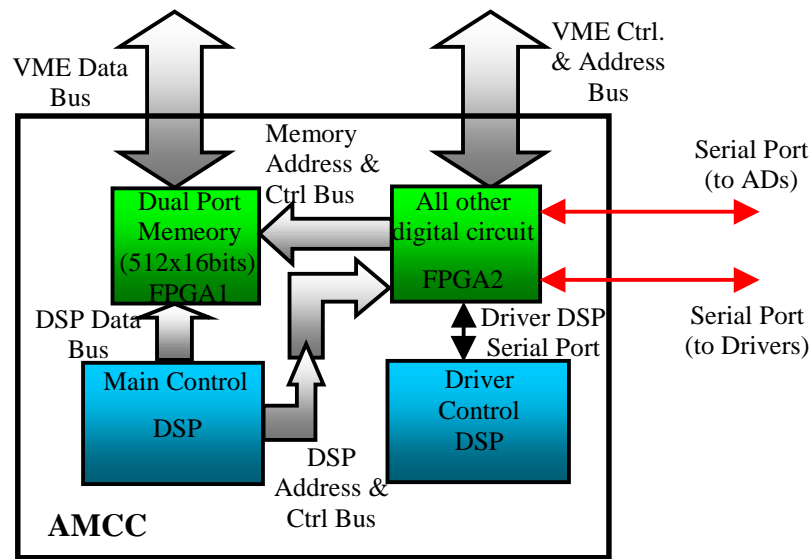 VME Data
Bus
VME Ctrl.
& Address
Bus
Memory
Address &
Ctrl Bus
Serial Port
(to ADs)
Dual Port
Memeory
(512x16bits)
FPGA1
All other
digital circuit
FPGA2
DSP Data
Bus
Driver DSP
Serial Port
Serial Port
(to Drivers)
Main Control
DSP
Driver
Control
DSP
DSP
Address &
Ctrl Bus
AMCC